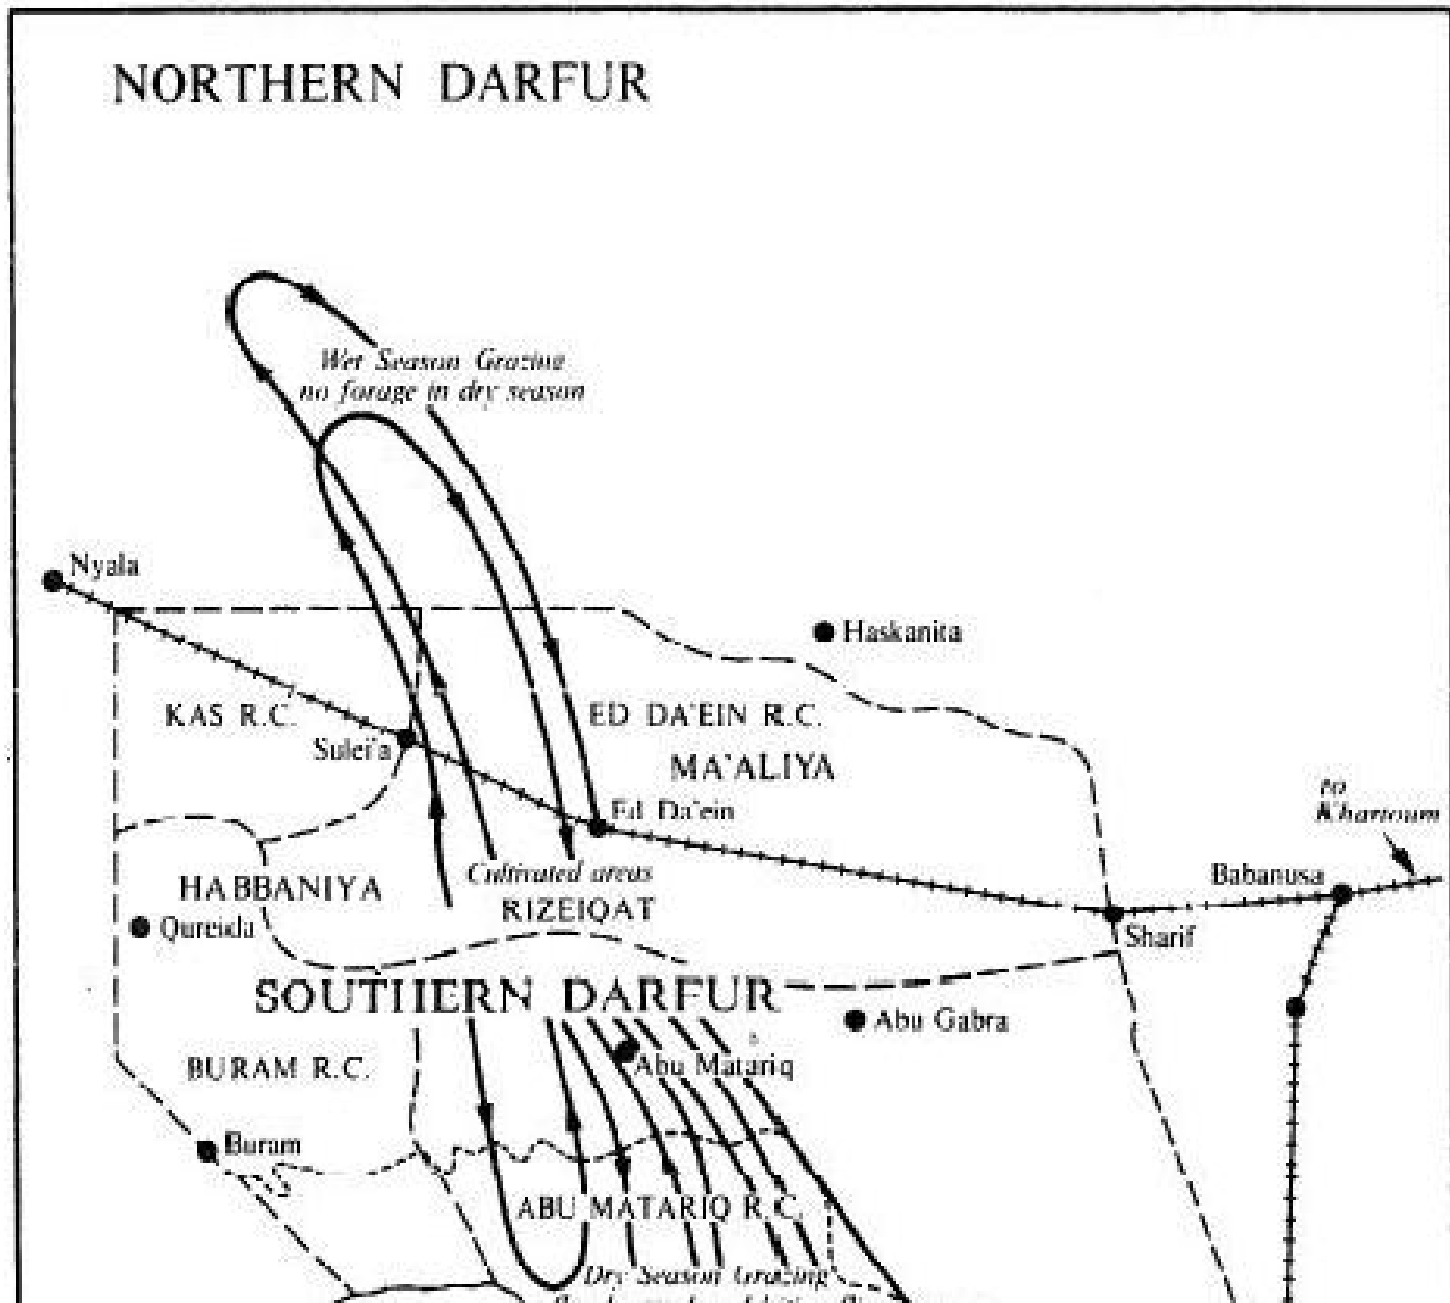 NORTHERN DARFUR
Wet Season Grazing
no forage in dry season
Nyala
Haskanita
KAS R.C.
ED DA'EIN R.C.
Sulei'a
MA'ALIYA
to
Khartoum
Ed Da'ein
Cultivated areas
Babanusa
HABBANIYA
RIZEIQAT
Qureida
Sharif
SOUTHERN DARFUR
Abu Gabra
BURAM R.C.
Abu Matariq
Buram
ABU MATARIQ R.C.
Dry Season Grazing